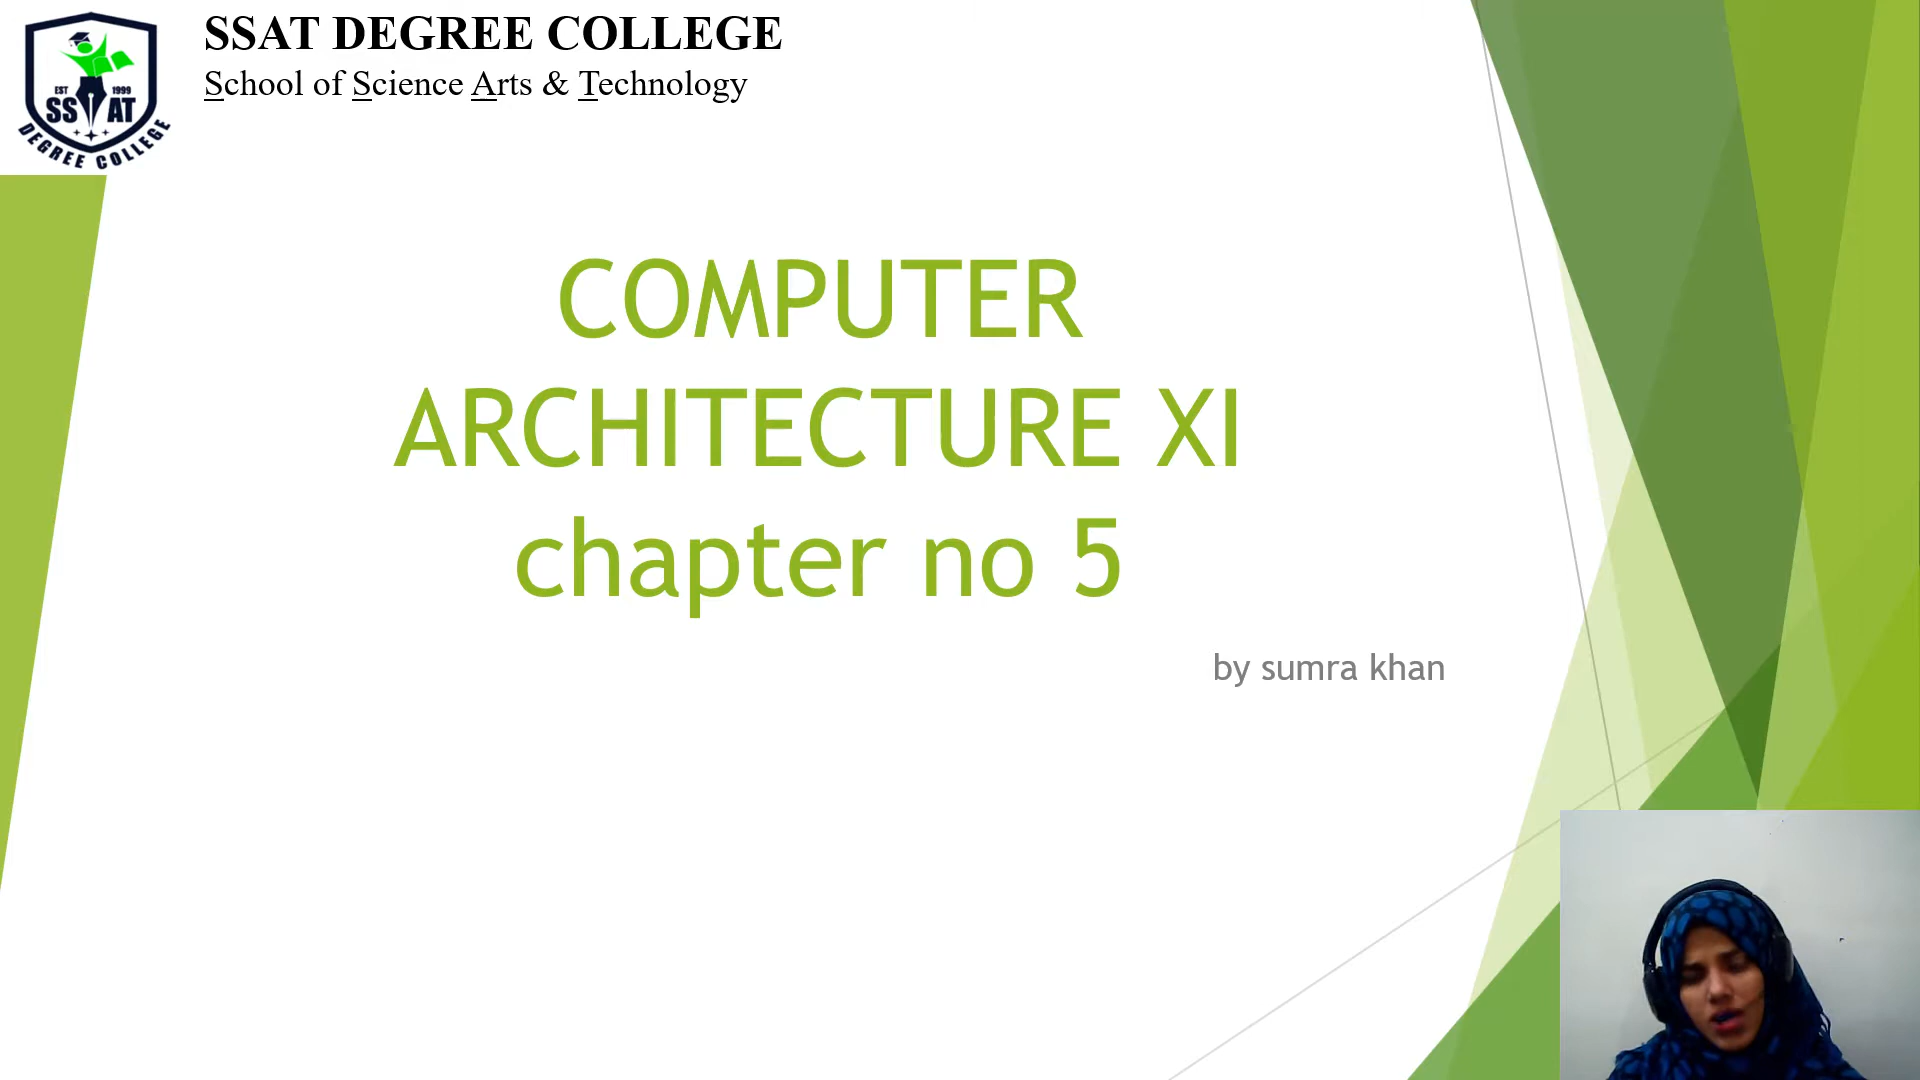 SSAT DEGREE COLLEGE
School of Science Arts & Technology
EST 1999
SS AT
DEGREE COLLEGE
COMPUTER
ARCHITECTURE XI
chapter no 5
by sumra khan